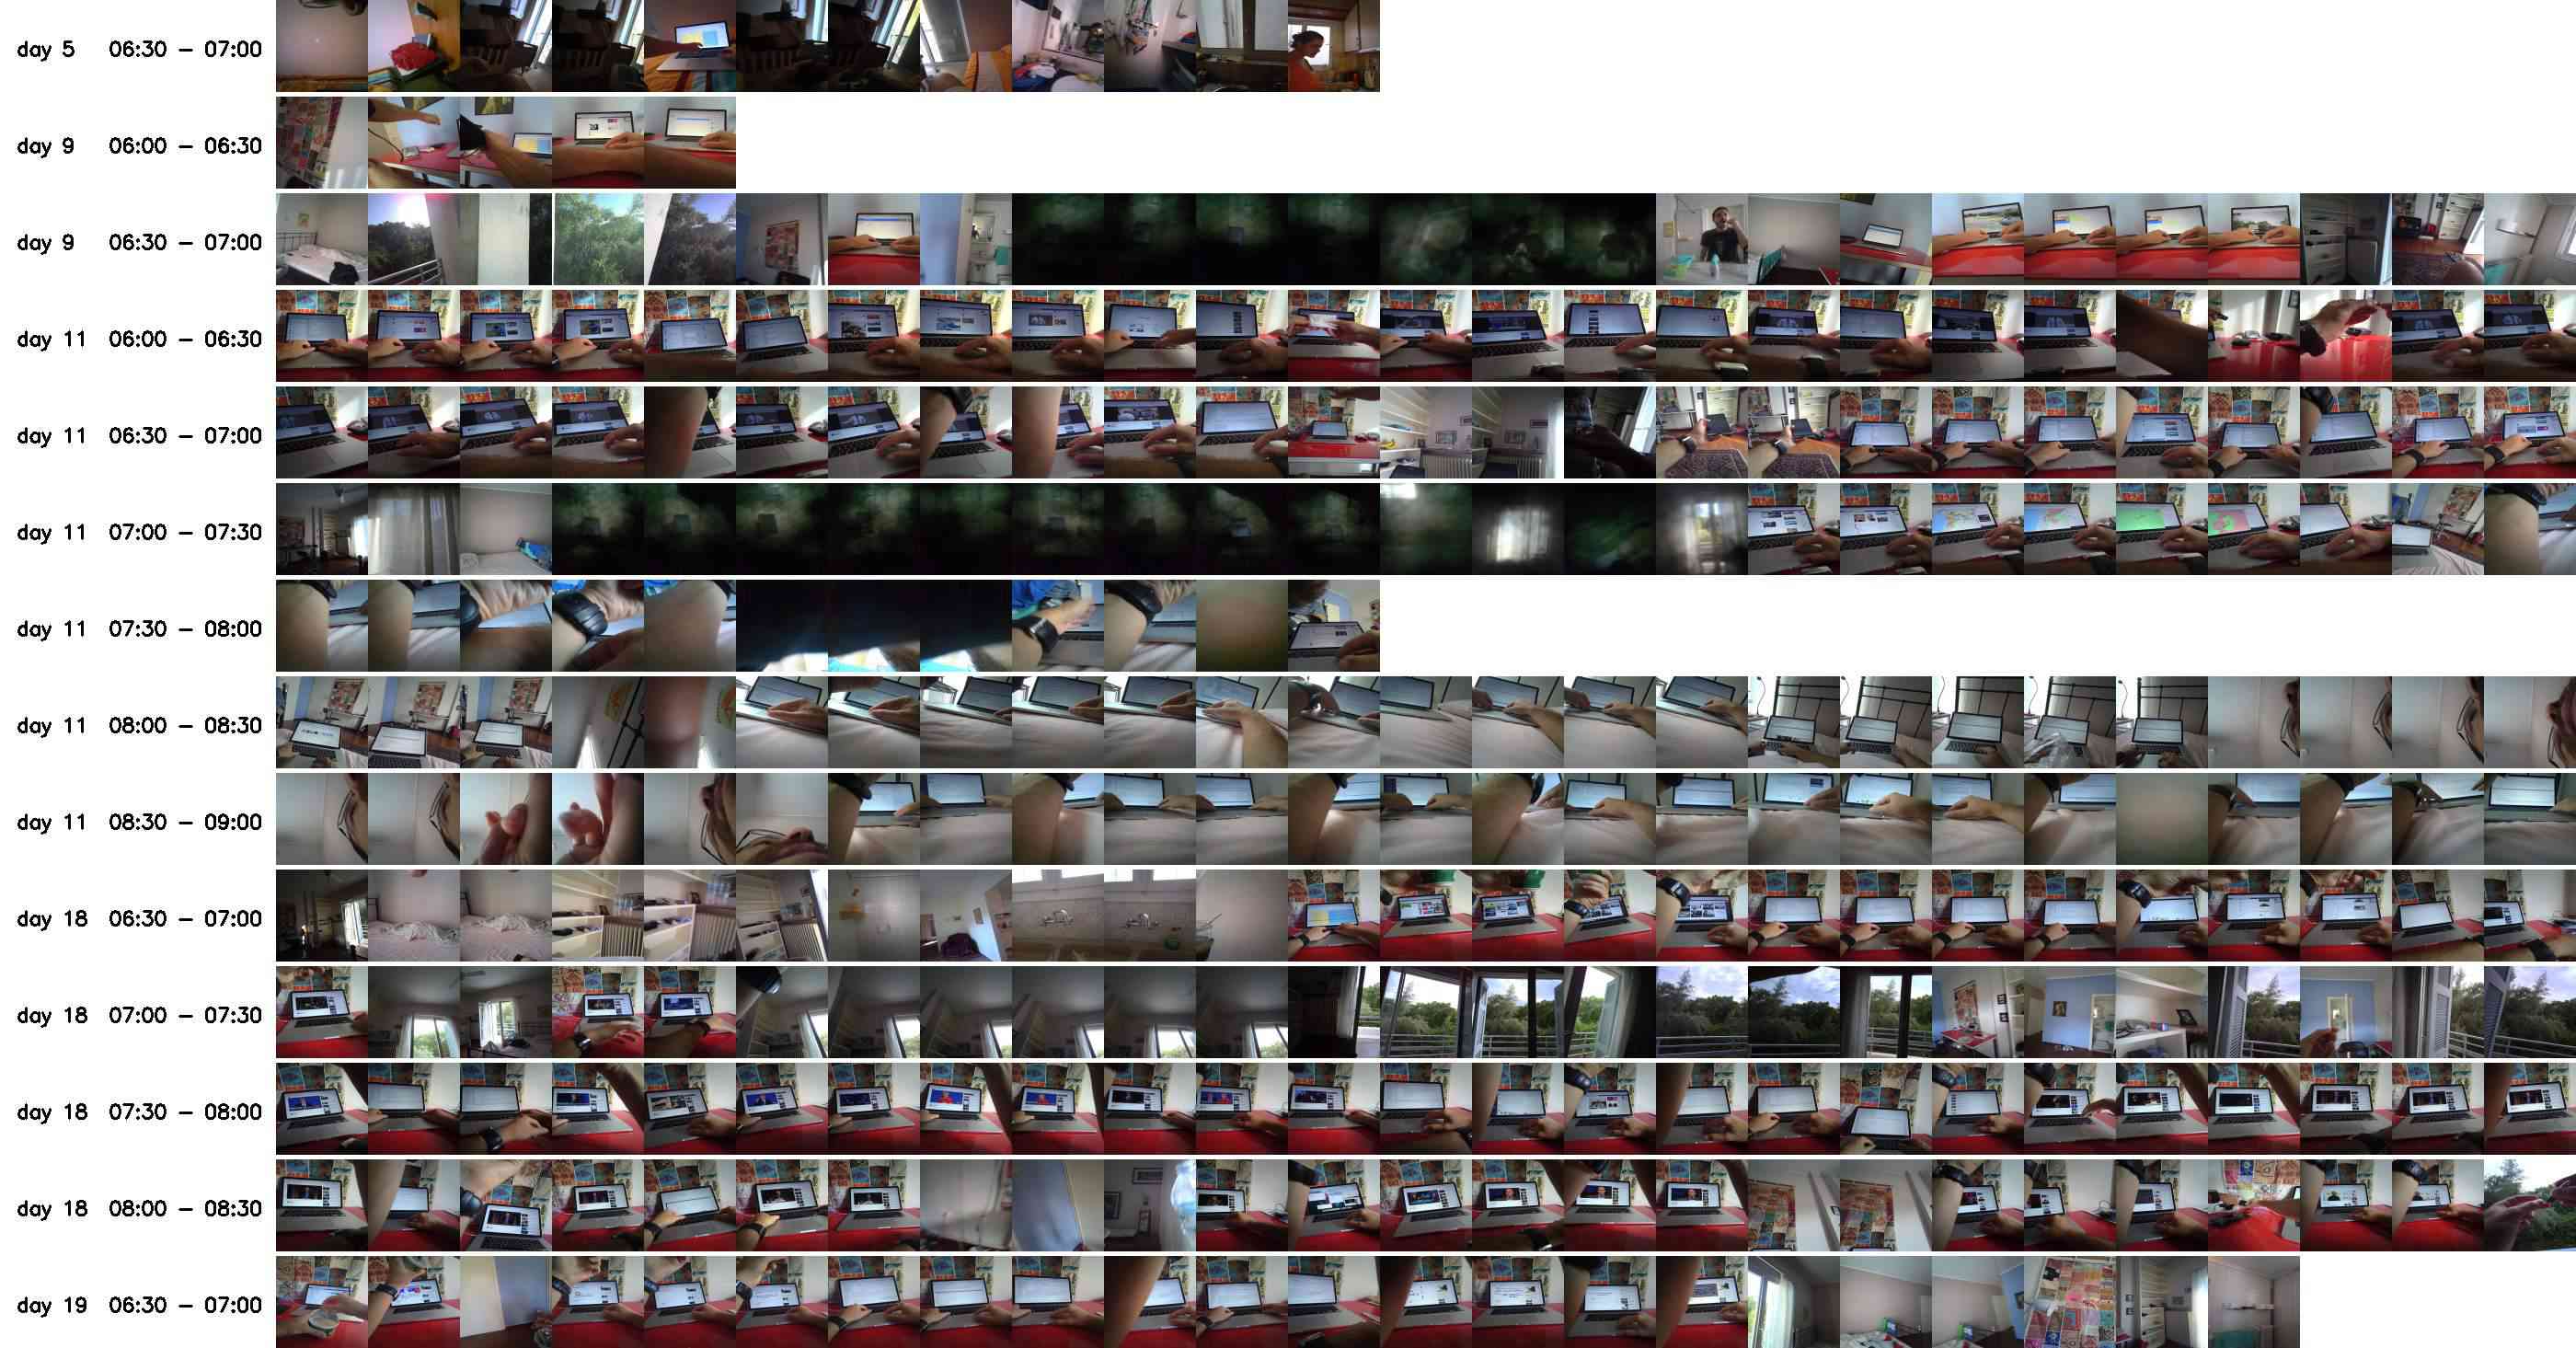 day 5 06:30 – 07:00
day 9 06:00 – 06:30
day 9 06:30 – 07:00
day 11 06:00 – 06:30
day 11 06:30 – 07:00
day 11 07:00 – 07:30
day 11 07:30 – 08:00
day 11 08:00 – 08:30
day 11 08:30 – 09:00
day 18 06:30 – 07:00
day 18 07:00 – 07:30
day 18 07:30 – 08:00
day 18 08:00 – 08:30
day 19 06:30 – 07:00